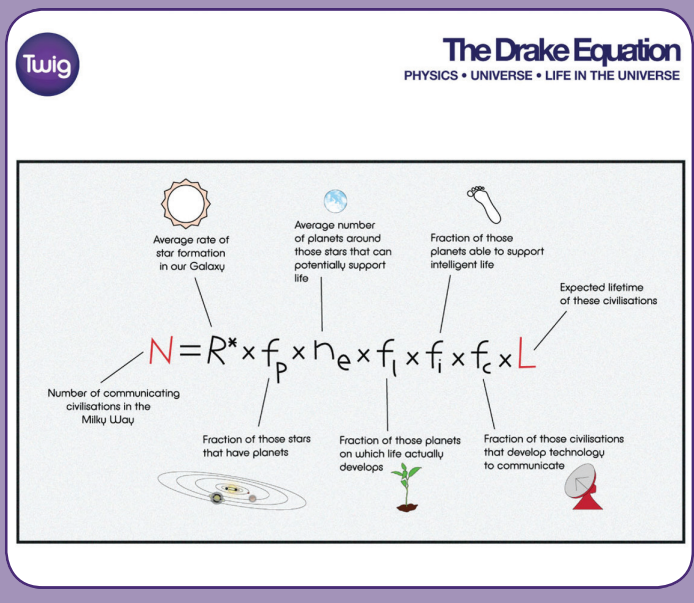 Twig
The Drake Equation
PHYSICS • UNIVERSE • LIFE IN THE UNIVERSE
Average rate of
star formation
in our Galaxy
Average number
of planets around
those stars that can
potentially support
life
Fraction of those
planets able to support
intelligent life
Expected lifetime
of these civilisations
N=R*×fp×ne×fl×fi×fc×L
Number of communicating
civilisations in the
Milky Way
Fraction of those stars
that have planets
Fraction of those planets
on which life actually
develops
Fraction of those civilisations
that develop technology
to communicate